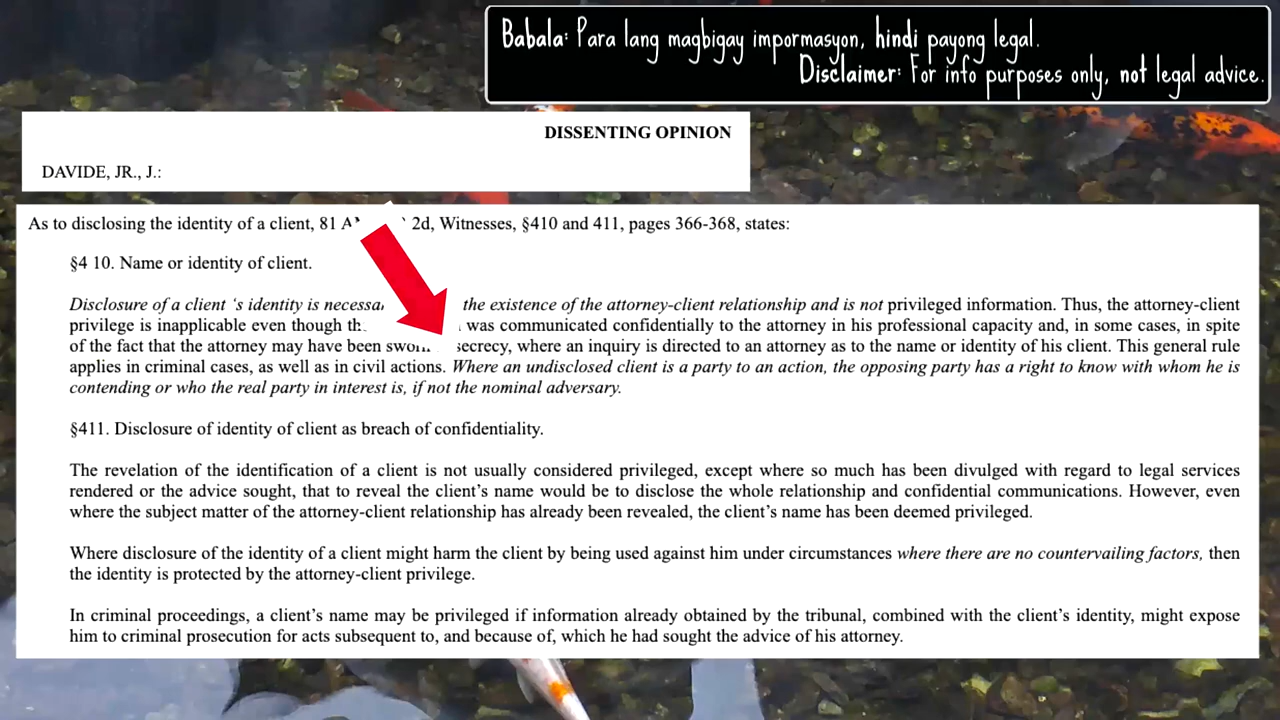 Babala: Para lang magbigay impormasyon, hindi payong legal.
Disclaimer: For info purposes only, not legal advice.
DISSENTING OPINION
DAVIDE, JR., J.:
As to disclosing the identity of a client, 81 2d, Witnesses, §410 and 411, pages 366-368, states:
§4 10. Name or identity of client.
Disclosure of a client ‘s identity is the existence of the attorney-client relationship and is not privileged information. Thus, the attorney-client
privilege is inapplicable even though was communicated confidentially to the attorney in his professional capacity and, in some cases, in spite
of the fact that the attorney may have been secrecy, where an inquiry is directed to an attorney as to the name or identity of his client. This general rule
applies in criminal cases, as well as in civil actions. Where an undisclosed client is a party to an action, the opposing party has a right to know with whom he is
contending or who the real party in interest is, if not the nominal adversary.
§411. Disclosure of identity of client as breach of confidentiality.
The revelation of the identification of a client is not usually considered privileged, except where so much has been divulged with regard to legal services
rendered or the advice sought, that to reveal the client’s name would be to disclose the whole relationship and confidential communications. However, even
where the subject matter of the attorney-client relationship has already been revealed, the client’s name has been deemed privileged.
Where disclosure of the identity of a client might harm the client by being used against him under circumstances where there are no countervailing factors, then
the identity is protected by the attorney-client privilege.
In criminal proceedings, a client’s name may be privileged if information already obtained by the tribunal, combined with the client’s identity, might expose
him to criminal prosecution for acts subsequent to, and because of, which he had sought the advice of his attorney.